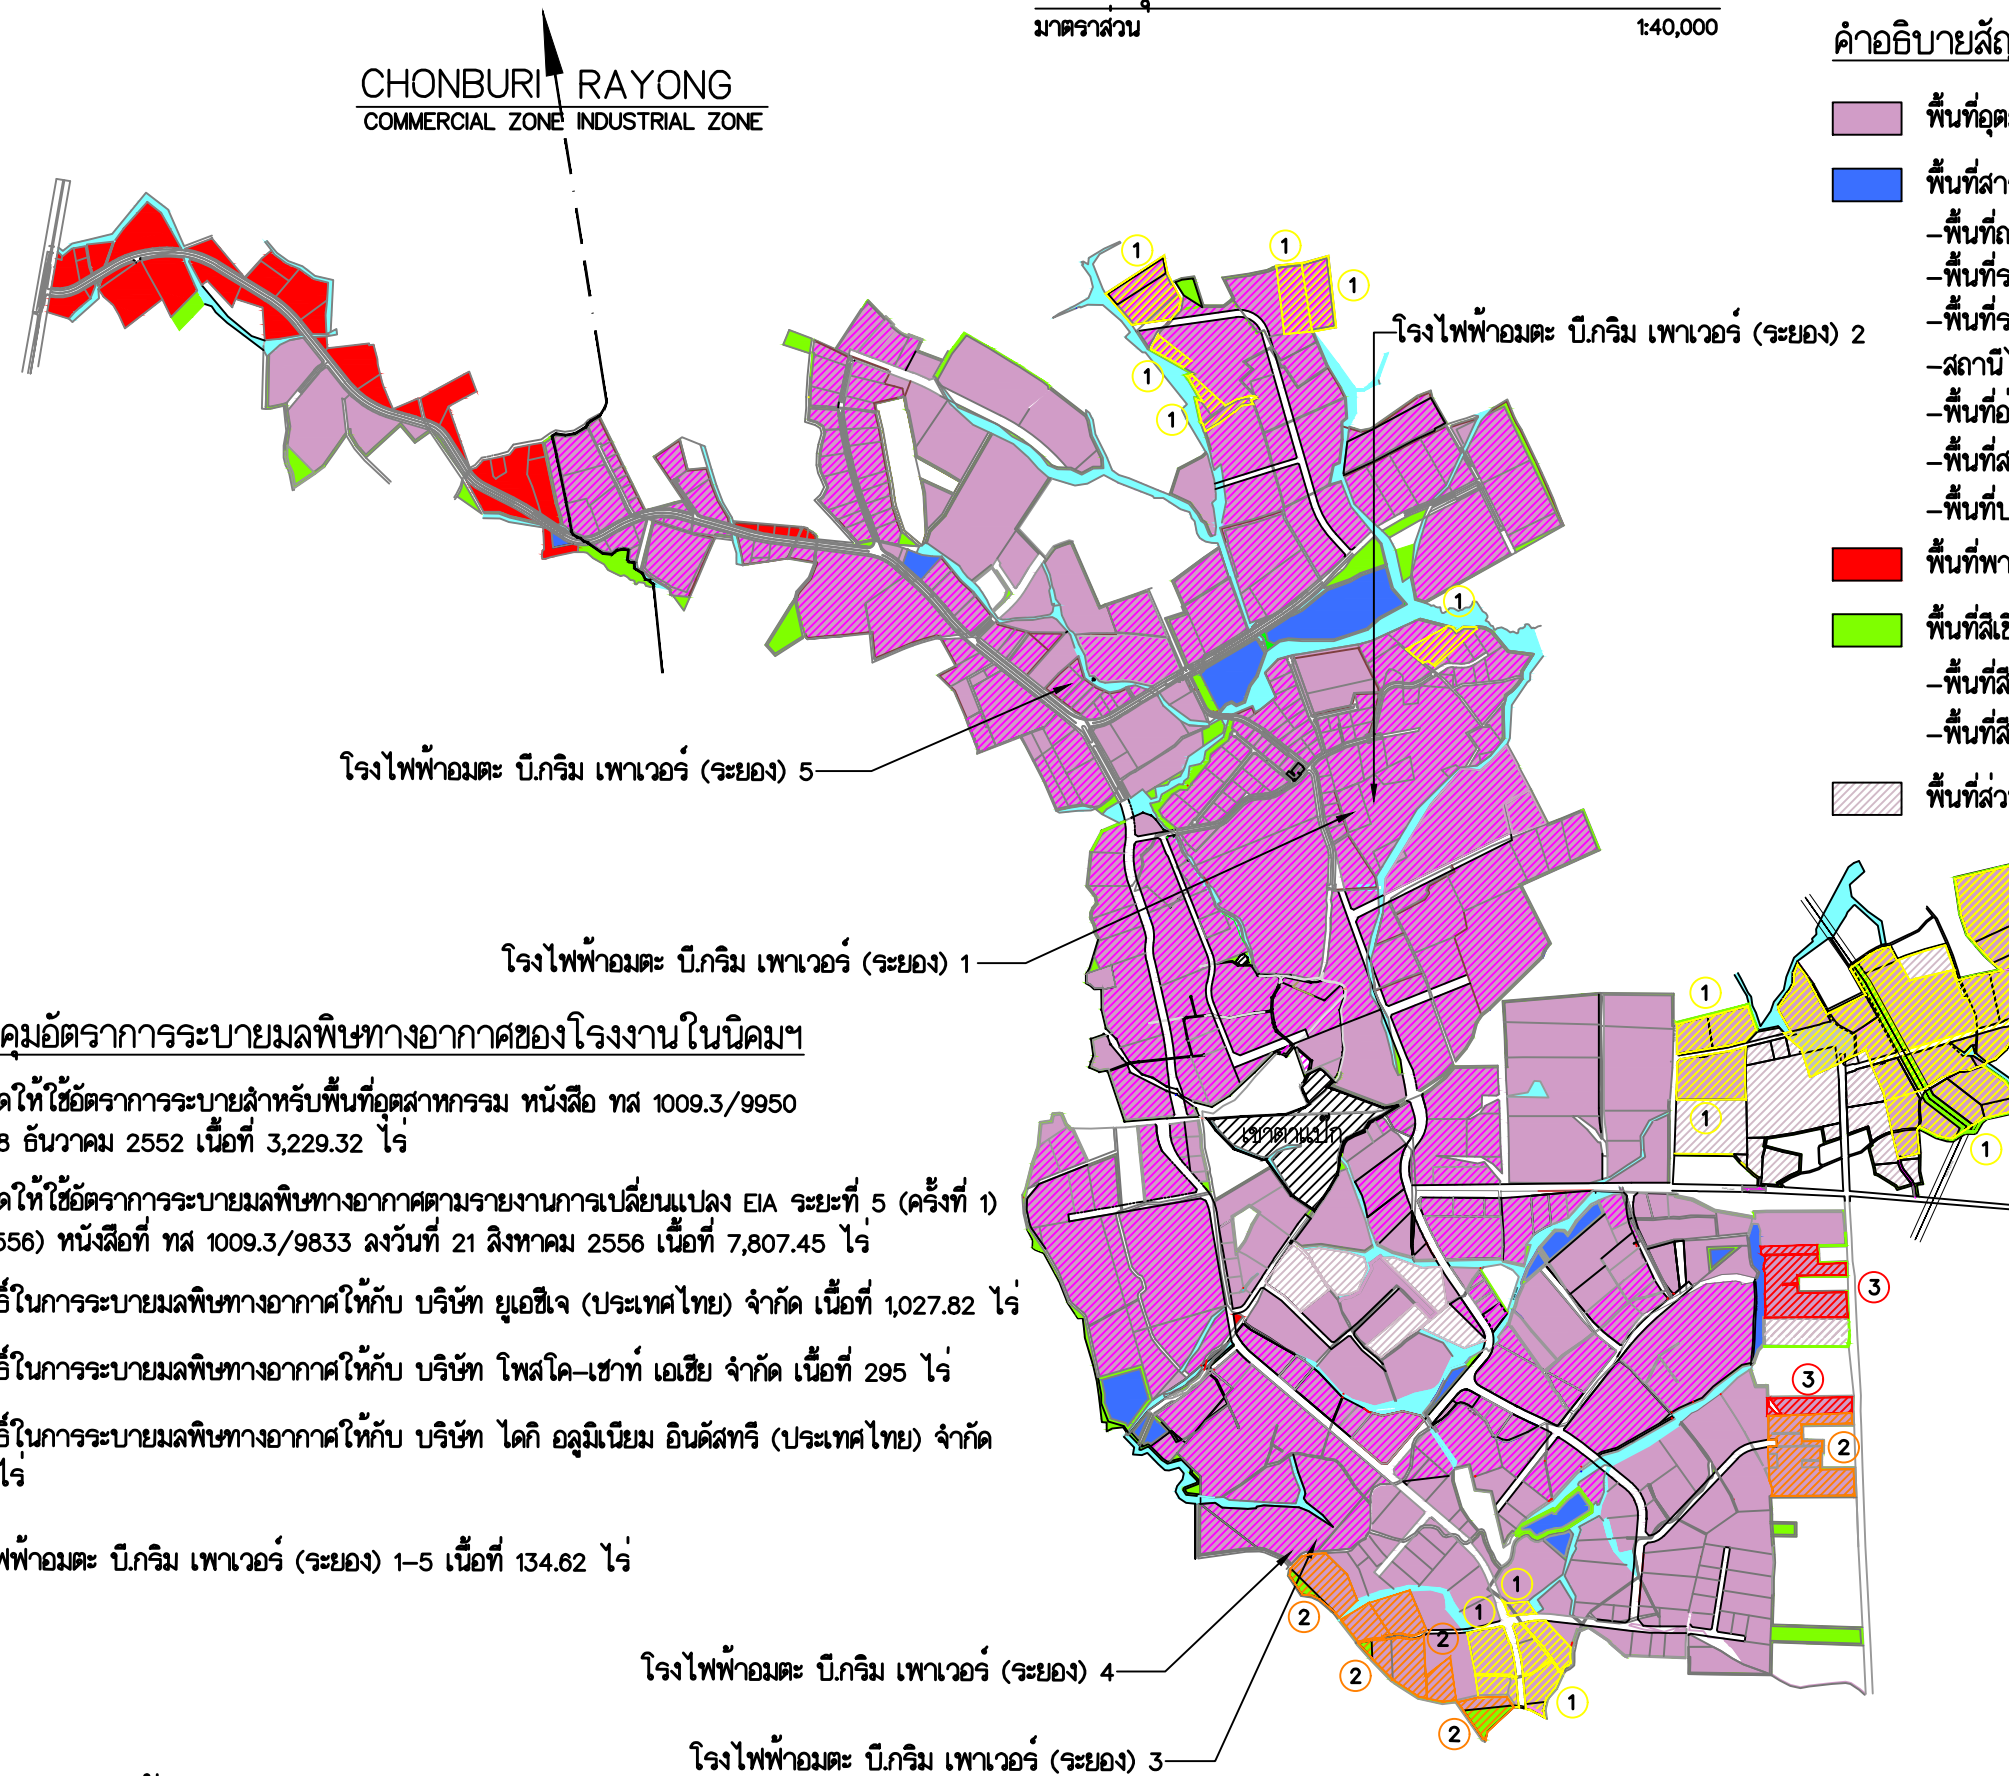 มาตราส่วน 1:40,000
CHONBURI RAYONG
COMMERCIAL ZONE INDUSTRIAL ZONE
พื้นที่อุต
พื้นที่สา
-พื้นที่ถ
-พื้นที่ร
-พื้นที่ร
-สถานี
-พื้นที่อ่
-พื้นที่ส
-พื้นที่บ
พื้นที่พา
พื้นที่สีเขี
-พื้นที่สี
-พื้นที่สี
พื้นที่ส่ว
1
1
1
1
1
1
โรงไฟฟ้าอมตะ บี.กริม เพาเวอร์ (ระยอง) 2
โรงไฟฟ้าอมตะ บี.กริม เพาเวอร์ (ระยอง) 5
โรงไฟฟ้าอมตะ บี.กริม เพาเวอร์ (ระยอง) 1
คุมอัตราการระบายมลพิษทางอากาศของโรงงานในนิคมฯ
ดให้ใช้อัตราการระบายสำหรับพื้นที่อุตสาหกรรม หนังสือ ทส 1009.3/9950
8 ธันวาคม 2552 เนื้อที่ 3,229.32 ไร่
ดให้ใช้อัตราการระบายมลพิษทางอากาศตามรายงานการเปลี่ยนแปลง EIA ระยะที่ 5 (ครั้งที่ 1)
556) หนังสือที่ ทส 1009.3/9833 ลงวันที่ 21 สิงหาคม 2556 เนื้อที่ 7,807.45 ไร่
ธิ์ในการระบายมลพิษทางอากาศให้กับ บริษัท ยูเอซีเจ (ประเทศไทย) จำกัด เนื้อที่ 1,027.82 ไร่
ธิ์ในการระบายมลพิษทางอากาศให้กับ บริษัท โพสโค-เซาท์ เอเชีย จำกัด เนื้อที่ 295 ไร่
ธิ์ในการระบายมลพิษทางอากาศให้กับ บริษัท ไดกิ อลูมิเนียม อินดัสทรี (ประเทศไทย) จำกัด
ไร่
ฟฟ้าอมตะ บี.กริม เพาเวอร์ (ระยอง) 1-5 เนื้อที่ 134.62 ไร่
เขาตาแป๋ก
1
1
1
3
3
2
1
1
2
2
2
1
2
โรงไฟฟ้าอมตะ บี.กริม เพาเวอร์ (ระยอง) 4
โรงไฟฟ้าอมตะ บี.กริม เพาเวอร์ (ระยอง) 3